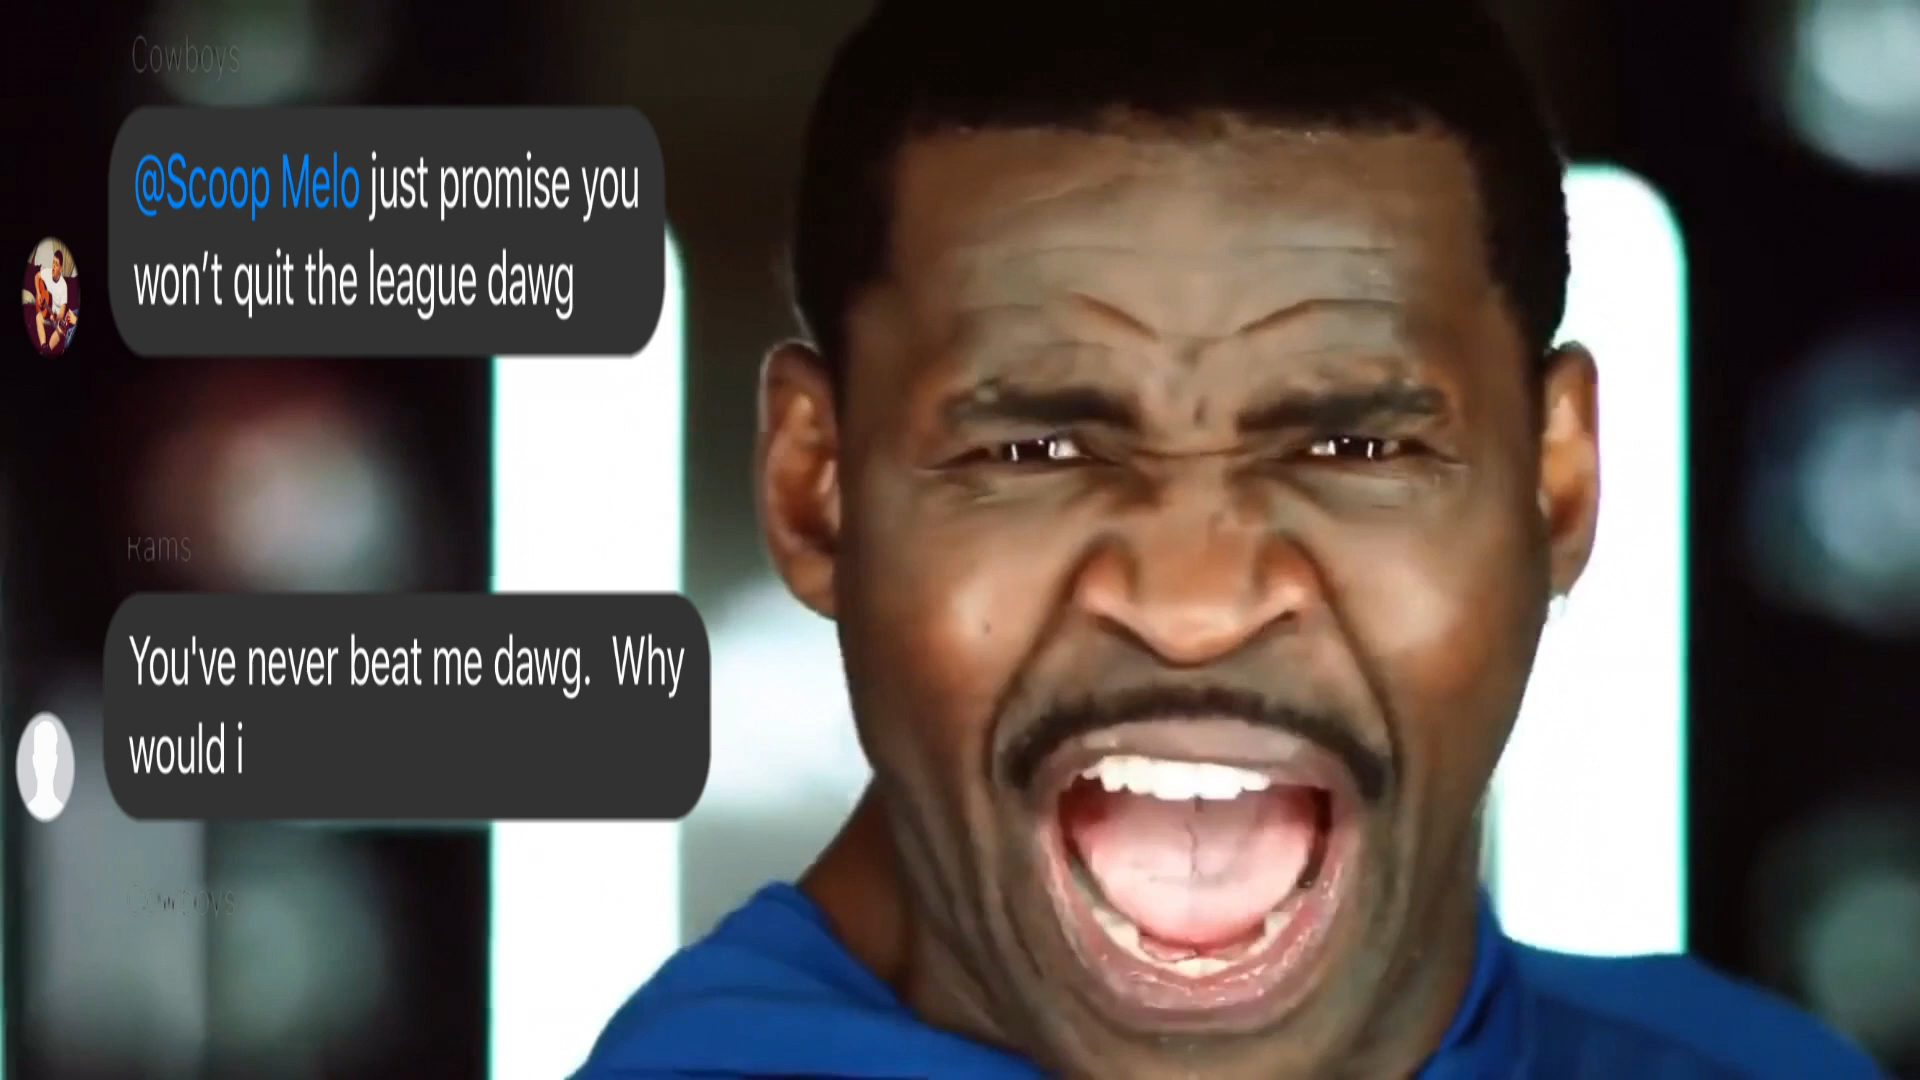 Cowboys
@Scoop Melo just promise you
won’t quit the league dawg
Rams
You've never beat me dawg.  Why
would i
Cowboys